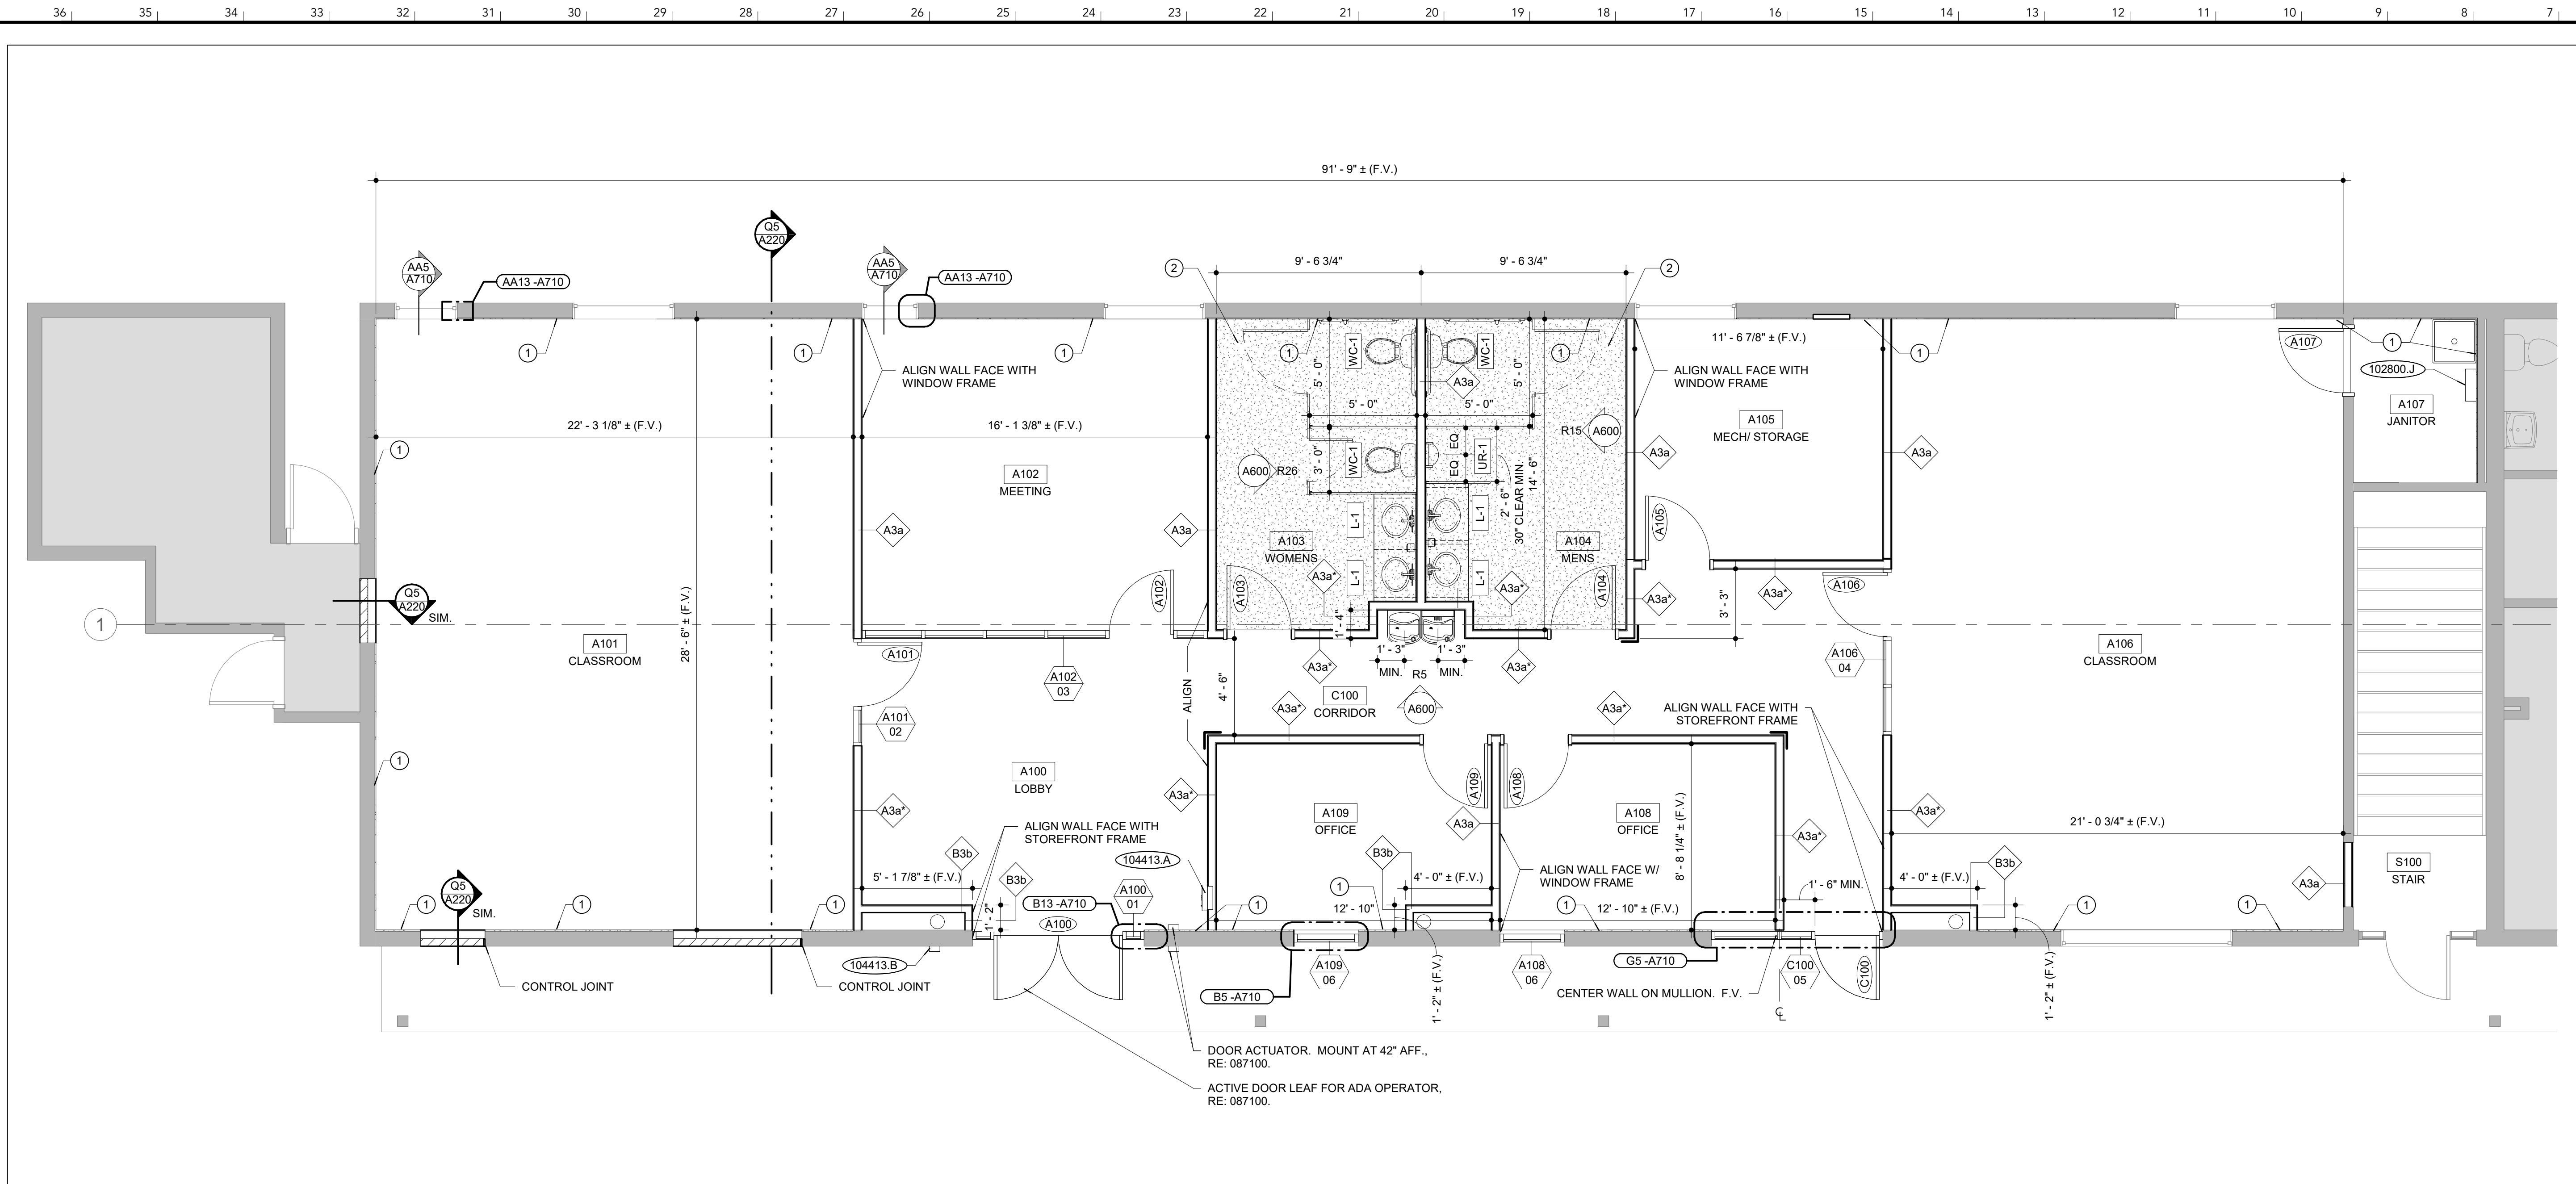 36 35 34 33 32 31 30 29 28 27 26 25 24 23 22 21 20 19 18 17 16 15 14 13 12 11 10 9 8 7
91' - 9" ± (F.V.)
Q5
A220
AA5
A710
AA13 -A710
AA5
A710
AA13 -A710
2
9' - 6 3/4"
9' - 6 3/4"
2
1
1
1
1
1
1
1
ALIGN WALL FACE WITH
WINDOW FRAME
WC-1
WC-1
5' - 0"
5' - 0"
A3a
5' - 0"
5' - 0"
11' - 6 7/8" ± (F.V.)
ALIGN WALL FACE WITH
WINDOW FRAME
A107
102800.J
A107
JANITOR
22' - 3 1/8" ± (F.V.)
16' - 1 3/8" ± (F.V.)
1
A102
MEETING
A600
R26
3' - 0"
WC-1
EQ
EQ
UR-1
2' - 6"
30" CLEAR MIN.
14' - 6"
R15
A600
A105
MECH/ STORAGE
A3a
A3a
A3a
A3a
L-1
L-1
A103
WOMENS
A104
MENS
A105
L-1
L-1
A3a*
A3a*
A102
A103
A104
A3a*
A3a*
3' - 3"
A106
Q5
A220
SIM.
1
A101
CLASSROOM
28' - 6" ± (F.V.)
A101
A102
03
1' - 4"
1' - 3"
MIN.
1' - 3"
MIN.
R5
A600
A3a*
A3a*
A106
04
A106
CLASSROOM
ALIGN
4' - 6"
C100
CORRIDOR
A3a*
A3a*
ALIGN WALL FACE WITH
STOREFRONT FRAME
A101
02
1
A100
LOBBY
A3a*
A3a*
A109
A108
A109
OFFICE
A108
OFFICE
A3a
A3a*
A3a*
8' - 8 1/4" ± (F.V.)
21' - 0 3/4" ± (F.V.)
ALIGN WALL FACE WITH
STOREFRONT FRAME
B3b
B3b
104413.A
B3b
ALIGN WALL FACE W/
WINDOW FRAME
B3b
S100
STAIR
A3a
Q5
A220
SIM.
5' - 1 7/8" ± (F.V.)
1' - 2"
A100
01
B13 -A710
A100
4' - 0" ± (F.V.)
1' - 6" MIN.
4' - 0" ± (F.V.)
1
1
1
1
1
12' - 10"
1
12' - 10" ± (F.V.)
1
1
104413.B
A109
06
A108
06
G5 -A710
C100
05
C100
CONTROL JOINT
CONTROL JOINT
B5 -A710
1' - 2" ± (F.V.)
CENTER WALL ON MULLION. F.V.
CL
1' - 2" ± (F.V.)
DOOR ACTUATOR. MOUNT AT 42" AFF.,
RE: 087100.
ACTIVE DOOR LEAF FOR ADA OPERATOR,
RE: 087100.